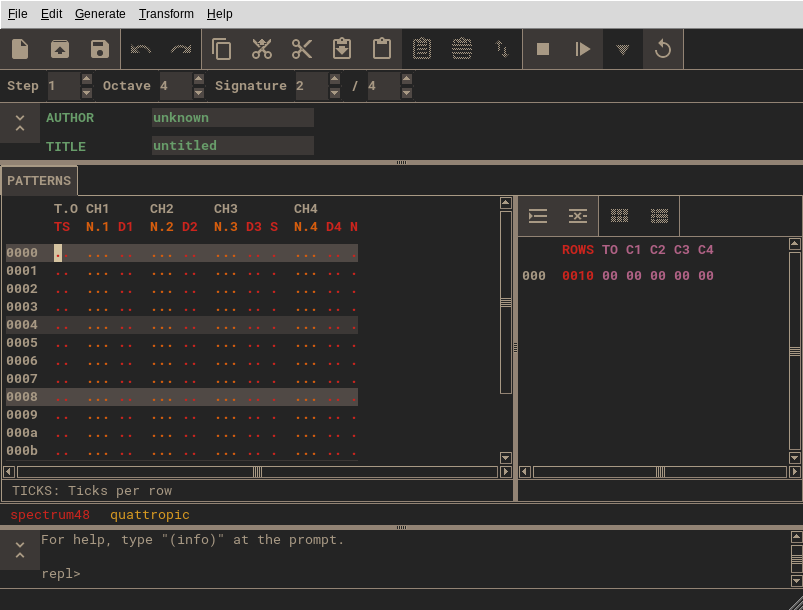 File Edit Generate Transform Help
Step 1 Octave 4 Signature 2 / 4
AUTHOR unknown
TITLE untitled
PATTERNS
T.O CH1 CH2 CH3 CH4
TS N.1 D1 N.2 D2 N.3 D3 S N.4 D4 N
0000 .. ... .. ... .. ... .. . ... .. .
0001 .. ... .. ... .. ... .. . ... .. .
0002 .. ... .. ... .. ... .. . ... .. .
0003 .. ... .. ... .. ... .. . ... .. .
0004 .. ... .. ... .. ... .. . ... .. .
0005 .. ... .. ... .. ... .. . ... .. .
0006 .. ... .. ... .. ... .. . ... .. .
0007 .. ... .. ... .. ... .. . ... .. .
0008 .. ... .. ... .. ... .. . ... .. .
0009 .. ... .. ... .. ... .. . ... .. .
000a .. ... .. ... .. ... .. . ... .. .
000b .. ... .. ... .. ... .. . ... .. .
ROWS TO C1 C2 C3 C4
000 0010 00 00 00 00 00
TICKS: Ticks per row
spectrum48 quattropic
For help, type "(info)" at the prompt.
repl>